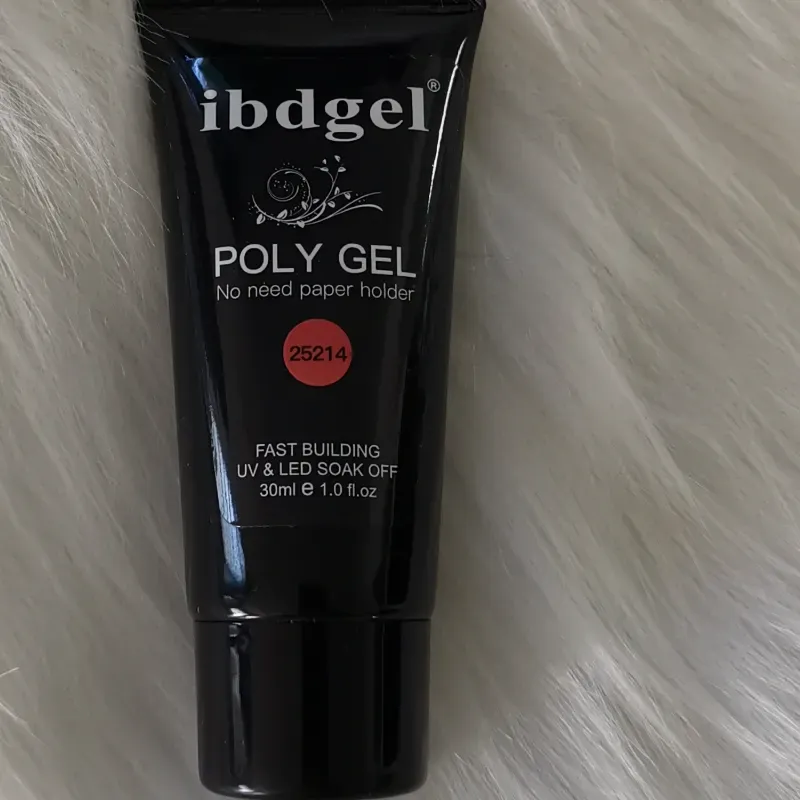 ibdgel®
POLY GEL
No need paper holder
25214
FAST BUILDING
UV & LED SOAK OFF
30ml e 1.0 fl.oz